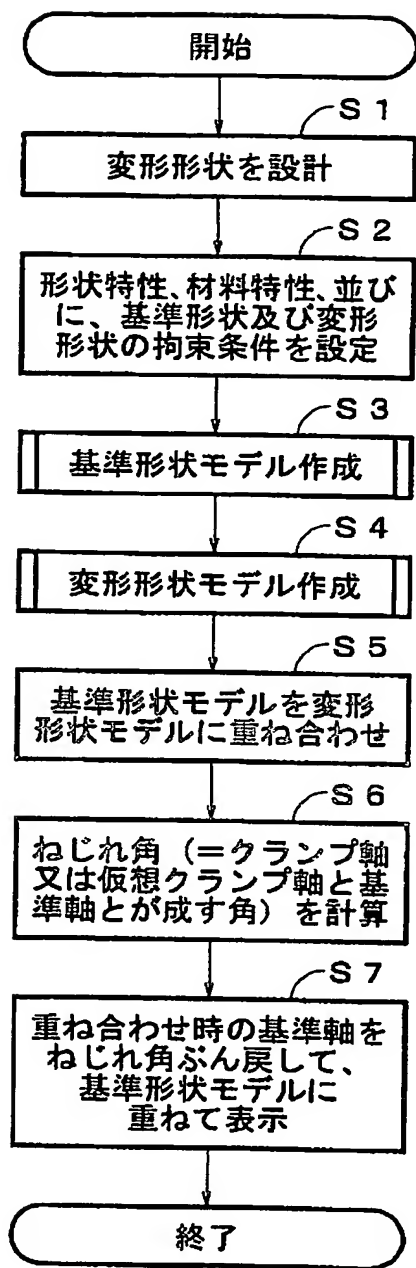 開始
S1
変形形状を設計
S2
形状特性、材料特性、並び
に、基準形状及び変形
形状の拘束条件を設定
S3
基準形状モデル作成
S4
変形形状モデル作成
S5
基準形状モデルを変形
形状モデルに重ね合わせ
S6
ねじれ角（＝クランプ軸
又は仮想クランプ軸と基
準軸とが成す角）を計算
S7
重ね合わせ時の基準軸を
ねじれ角ぶん戻して、
基準形状モデルに
重ねて表示
終了